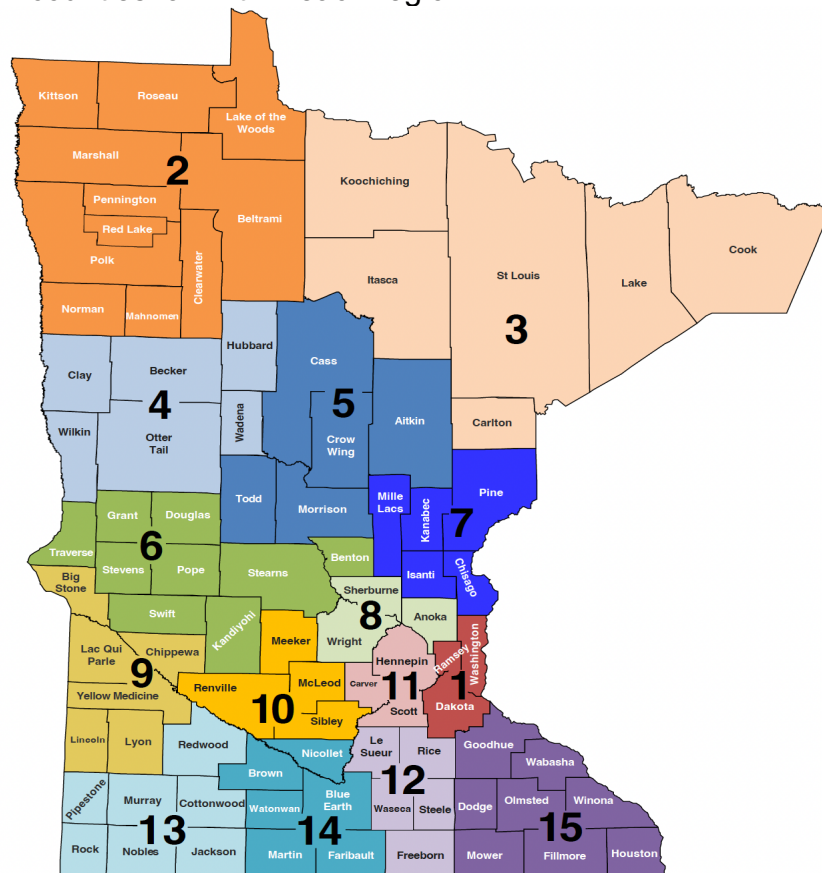 Kittson
Roseau
Lake of the
Woods
Marshall
2
Pennington
Red Lake
Beltrami
Polk
Clearwater
Norman
Mahnomen
Koochiching
Itasca
St Louis
Lake
Cook
3
Carlton
Hubbard
Clay
Becker
4
Wilkin
Otter
Tail
Wadena
Cass
5
Crow
Wing
Aitkin
Todd
Morrison
Mille
Lacs
Kanabec
Pine
7
Isanti
Chisago
Grant
Douglas
6
Traverse
Stevens
Pope
Stearns
Benton
Swift
Kandiyohi
Big
Stone
Sherburne
8
Anoka
Wright
Lac Qui
Parle
Chippewa
9
Yellow Medicine
Lincoln
Lyon
Meeker
McLeod
Renville
10
Sibley
Hennepin
Carver
11
Scott
Ramsey
Washington
1
Dakota
Redwood
Nicollet
Brown
Le
Sueur
Rice
12
Waseca
Steele
Freeborn
Goodhue
Wabasha
Dodge
Olmsted
Winona
15
Mower
Fillmore
Houston
Pipestone
Murray
Cottonwood
13
Rock
Nobles
Jackson
Watonwan
Blue
Earth
14
Martin
Faribault